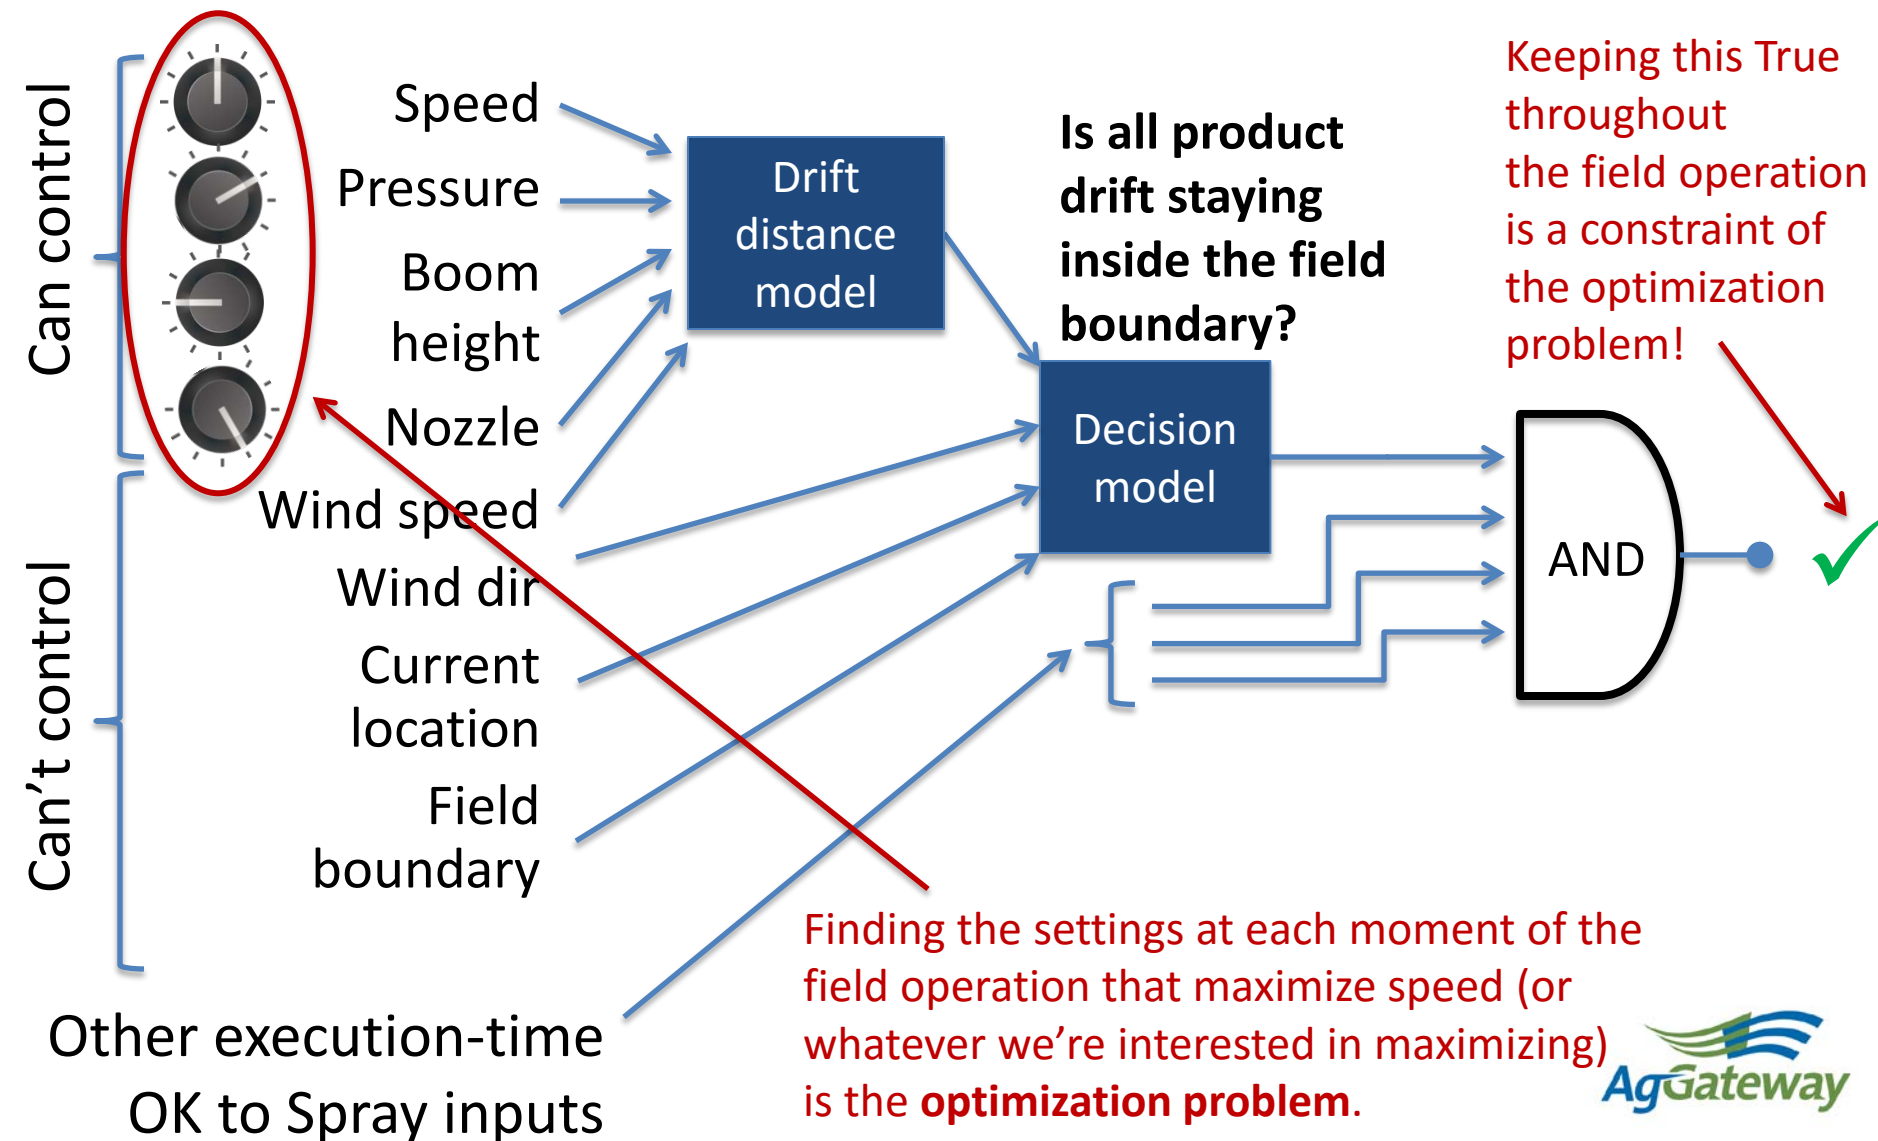 Can control
Can't control
Speed
Pressure
Boom
height
Nozzle
Wind speed
Wind dir
Current
location
Field
boundary
Other execution-time
OK to Spray inputs
Drift
distance
model
Is all product
drift staying
inside the field
boundary?
Decision
model
AND
Keeping this True
throughout
the field operation
is a constraint of
the optimization
problem!
Finding the settings at each moment of the
field operation that maximize speed (or
whatever we're interested in maximizing)
is the optimization problem.
AgGateway